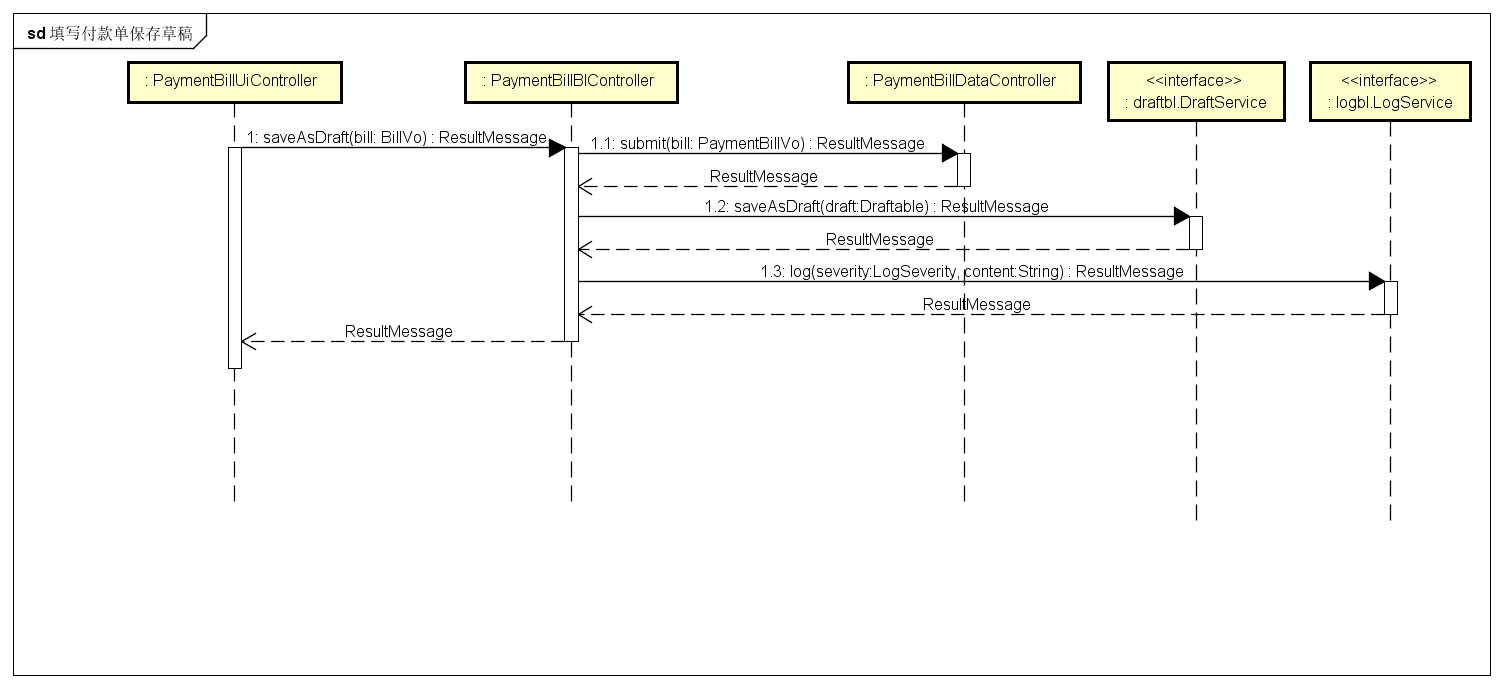 sd 填写付款单保存草稿
: PaymentBillUiController
: PaymentBillBlController
: PaymentBillDataController
<<interface>>
: draftbl.DraftService
<<interface>>
: logbl.LogService
1: saveAsDraft(bill: BillVo) : ResultMessage
1.1: submit(bill: PaymentBillVo) : ResultMessage
ResultMessage
1.2: saveAsDraft(draft:Draftable) : ResultMessage
ResultMessage
1.3: log(severity:LogSeverity, content:String) : ResultMessage
ResultMessage
ResultMessage